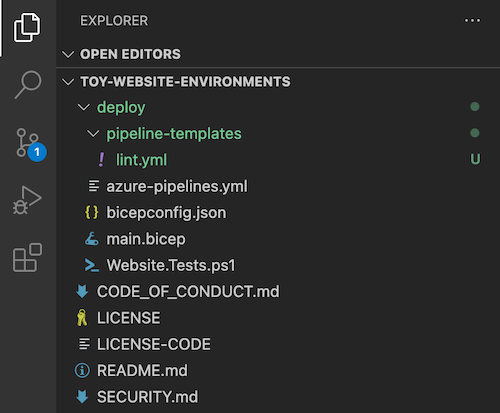 EXPLORER
OPEN EDITORS
TOY-WEBSITE-ENVIRONMENTS
deploy
pipeline-templates
! lint.yml U
1
azure-pipelines.yml
{} bicepconfig.json
main.bicep
Website.Tests.ps1
CODE_OF_CONDUCT.md
LICENSE
LICENSE-CODE
README.md
SECURITY.md